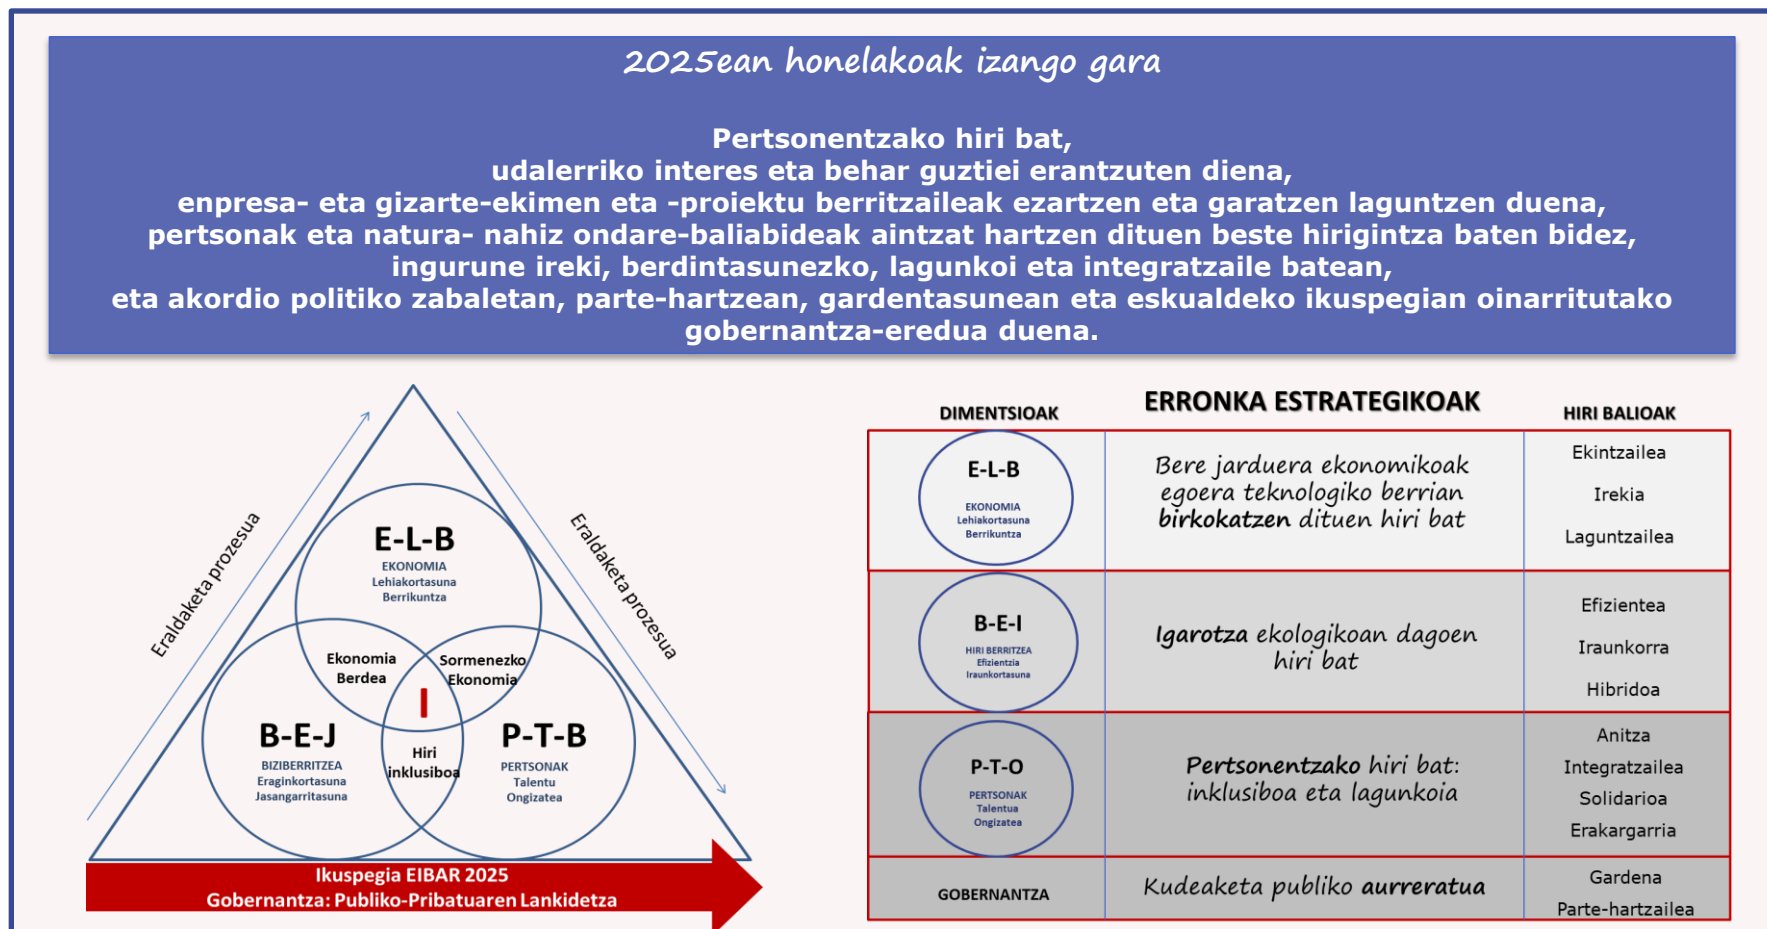 2025ean honelakoak izango gara
Pertsonentzako hiri bat,
udalerriko interes eta behar guztiei erantzuten diena,
enpresa- eta gizarte-ekimen eta -proiektu berritzaileak ezartzen eta garatzen laguntzen duena,
pertsonak eta natura- nahiz ondare-baliabideak aintzat hartzen dituen beste hirigintza baten bidez,
ingurune ireki, berdintasunezko, lagunkoi eta integratzaile batean,
eta akordio politiko zabaletan, parte-hartzean, gardentasunean eta eskualdeko ikuspegian oinarritutako
gobernantza-eredua duena.
Eraldaketa prozesua
Eraldaketa prozesua
E-L-B
EKONOMIA
Lehiakortasuna
Berrikuntza
Ekonomia
Berdea
Sormenezko
Ekonomia
I
B-E-J
BIZIBERRITZEA
Eraginkortasuna
Jasangarritasuna
Hiri
inklusiboa
P-T-B
PERTSONAK
Talentu
Ongizatea
Ikuspegia EIBAR 2025
Gobernantza: Publiko-Pribatuaren Lankidetza
DIMENTSIOAK
ERRONKA ESTRATEGIKOAK
HIRI BALIOAK
E-L-B
EKONOMIA
Lehiakortasuna
Berrikuntza
Bere jarduera ekonomikoak
egoera teknologiko berrian
birkokatzen dituen hiri bat
Ekintzailea
Irekia
Laguntzailea
B-E-I
HIRI BERRITZEA
Efizientzia
Iraunkortasuna
Igarotza ekologikoan dagoen
hiri bat
Efizientea
Iraunkorra
Hibridoa
P-T-O
PERTSONAK
Talentua
Ongizatea
Pertsonentzako hiri bat:
inklusiboa eta lagunkoia
Anitza
Integratzailea
Solidarioa
Erakargarria
GOBERNANTZA
Kudeaketa publiko aurreratua
Gardena
Parte-hartzailea